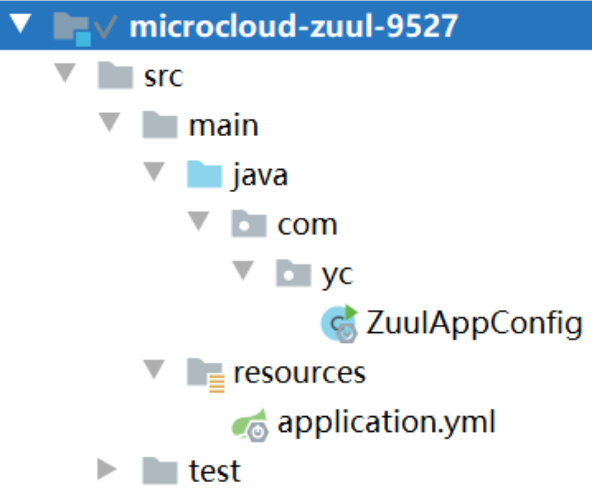 microcloud-zuul-9527
src
main
java
com
yc
ZuulAppConfig
resources
application.yml
test